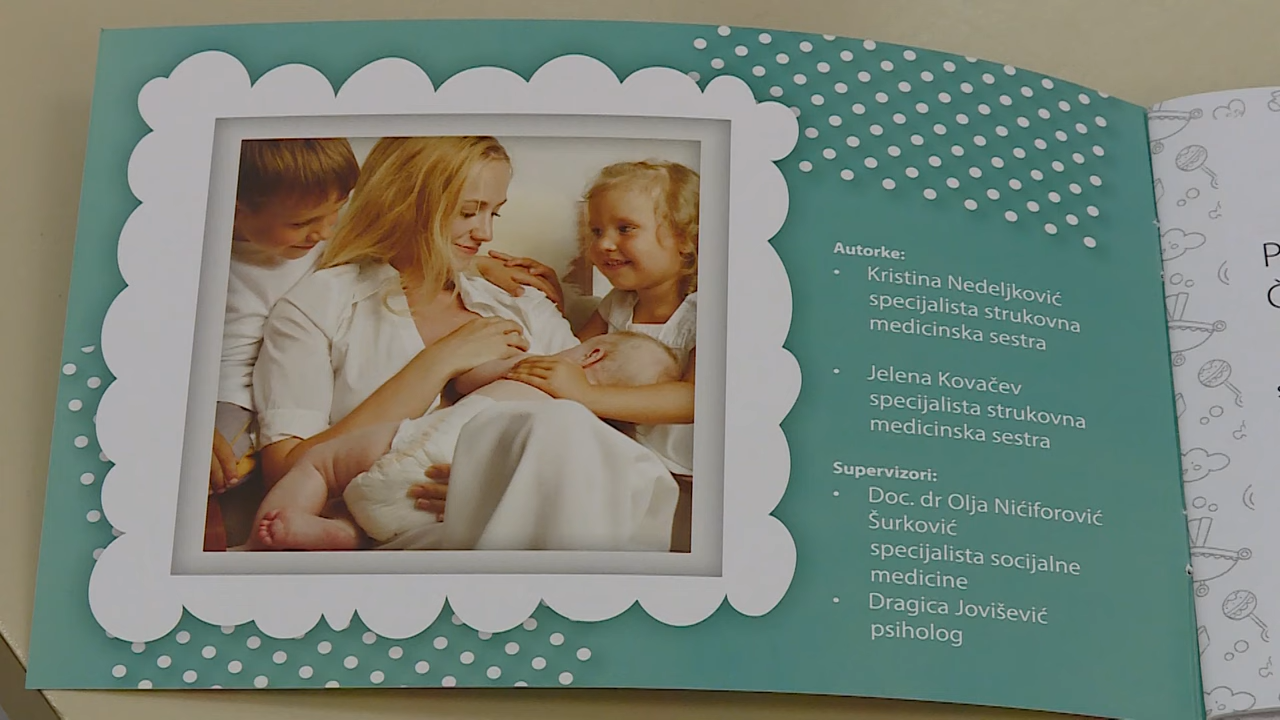 Autorke:
• Kristina Nedeljković
specijalista strukovna
medicinska sestra
• Jelena Kovačev
specijalista strukovna
medicinska sestra
Supervizori:
• Doc. dr Olja Nićiforović
Šurković
specijalista socijalne
medicine
• Dragica Jovišević
psiholog